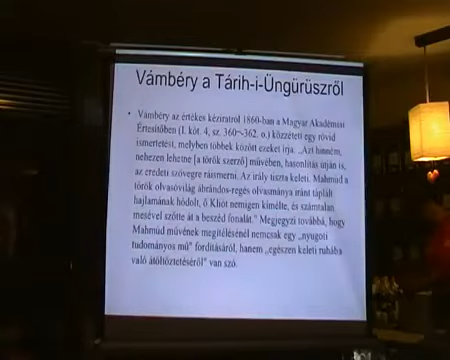 Vámbéry a Tárih-i-Üngürüszről
• Vámbéry az értékes kéziratról 1860-ban a Magyar Akadémiai
Értesítőben (I. köt. 4. sz. 360–362. o.) közzétett egy rövid
ismertetést, melyben többek között ezeket írja. „Azt hinném,
nehezen lehetne [a török szerző] művében, hasonlítás útján is,
az eredeti szövegre ráismerni. Az irály tiszta keleti. Mahmúd a
török olvasóvilág ábrándos-regés olvasmánya iránt táplált
hajlamának hódolt, ő Kliót nemigen kímélte, és számtalan
mesével szőtte át a beszéd fonalát." Megjegyzi továbbá, hogy
Mahmúd művének megítélésénél nemcsak egy „nyugoti
tudományos mű" fordításáról, hanem „egészen keleti ruhába
való átöltöztetéséről" van szó.